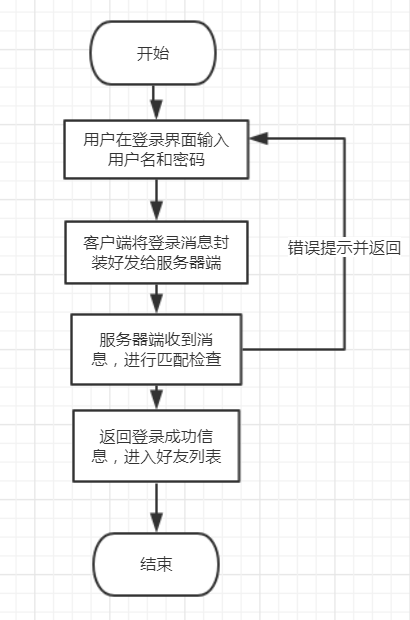 开始
用户在登录界面输入
用户名和密码
客户端将登录消息封
装好发给服务器端
错误提示并返回
服务器端收到消
息，进行匹配检查
返回登录成功信
息，进入好友列表
结束